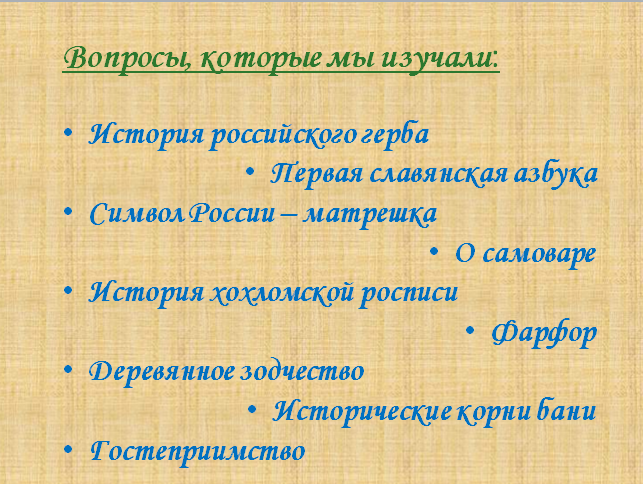 Вопросы, которые мы изучали:
• История российского герба
• Первая славянская азбука
• Символ России – матрешка
• О самоваре
• История хохломской росписи
• Фарфор
• Деревянное зодчество
• Исторические корни бани
• Гостеприимство